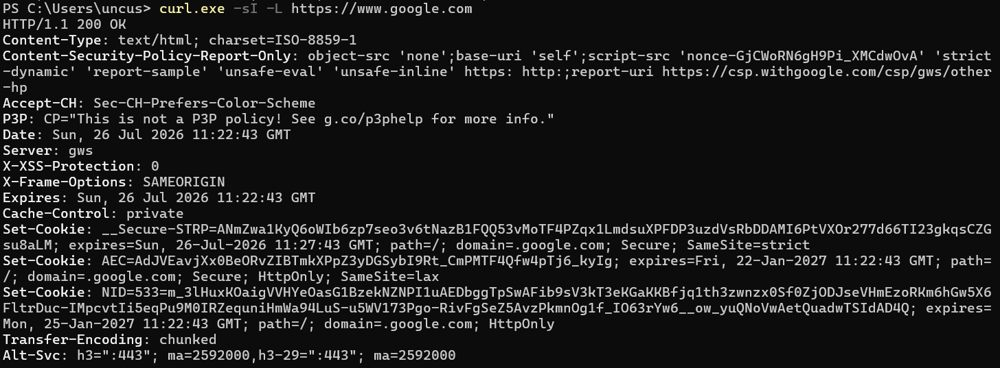 PS C:\Users\uncus> curl.exe -sI -L https://www.google.com
HTTP/1.1 200 OK
Content-Type: text/html; charset=ISO-8859-1
Content-Security-Policy-Report-Only: object-src 'none';base-uri 'self';script-src 'nonce-GjCWoRN6gH9Pi_XMCdwOvA' 'strict
-dynamic' 'report-sample' 'unsafe-eval' 'unsafe-inline' https: http:;report-uri https://csp.withgoogle.com/csp/gws/other
-hp
Accept-CH: Sec-CH-Prefers-Color-Scheme
P3P: CP="This is not a P3P policy! See g.co/p3phelp for more info."
Date: Sun, 26 Jul 2026 11:22:43 GMT
Server: gws
X-XSS-Protection: 0
X-Frame-Options: SAMEORIGIN
Expires: Sun, 26 Jul 2026 11:22:43 GMT
Cache-Control: private
Set-Cookie: __Secure-STRP=ANmZwa1KyQ6oWIb6zp7seo3v6tNazB1FQQ53vMoTF4PZqx1LmdsuXPFDP3uzdVsRbDDAMI6PtVXOr277d66TI23gkqsCZG
su8aLM; expires=Sun, 26-Jul-2026 11:27:43 GMT; path=/; domain=.google.com; Secure; SameSite=strict
Set-Cookie: AEC=AdJVEavjXx0BeORvZIBTmkXPpZ3yDGSybI9Rt_CmPMTF4Qfw4pTj6_kyIg; expires=Fri, 22-Jan-2027 11:22:43 GMT; path=
/; domain=.google.com; Secure; HttpOnly; SameSite=lax
Set-Cookie: NID=533=m_3lHuxKOaigVVHYeOasG1BzekNZNPI1uAEDbggTpSwAFib9sV3kT3eKGaKKBfjq1th3zwnzx0Sf0ZjODJseVHmEzoRKm6hGw5X6
FltrDuc-IMpcvtIi5eqPu9M0IRZequniHmWa94LuS-u5WV173Pgo-RivFgSeZ5AvzPkmnOg1f_IO63rYw6__ow_yuQNoVwAetQuadwTSIdAD4Q; expires=
Mon, 25-Jan-2027 11:22:43 GMT; path=/; domain=.google.com; HttpOnly
Transfer-Encoding: chunked
Alt-Svc: h3=":443"; ma=2592000,h3-29=":443"; ma=2592000